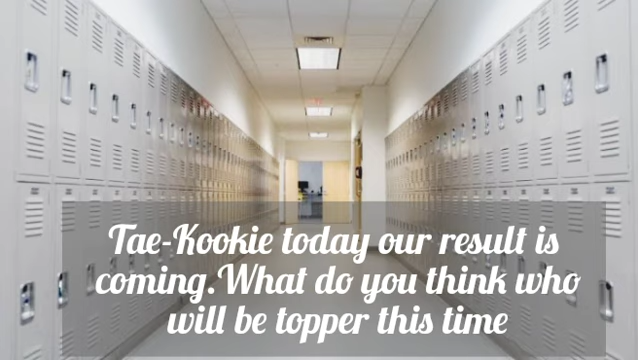 Tae-Kookie today our result is
coming.What do you think who
will be topper this time